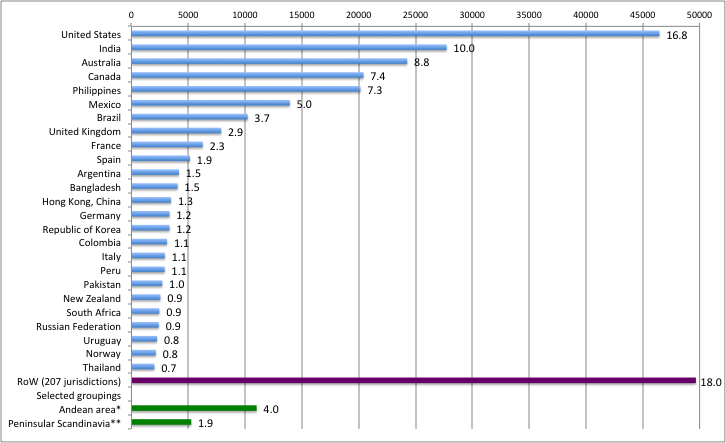 0 5000 10000 15000 20000 25000 30000 35000 40000 45000 50000
United States 16.8
India 10.0
Australia 8.8
Canada 7.4
Philippines 7.3
Mexico 5.0
Brazil 3.7
United Kingdom 2.9
France 2.3
Spain 1.9
Argentina 1.5
Bangladesh 1.5
Hong Kong, China 1.3
Germany 1.2
Republic of Korea 1.2
Colombia 1.1
Italy 1.1
Peru 1.1
Pakistan 1.0
New Zealand 0.9
South Africa 0.9
Russian Federation 0.9
Uruguay 0.8
Norway 0.8
Thailand 0.7
RoW (207 jurisdictions) 18.0
Selected groupings
Andean area* 4.0
Peninsular Scandinavia** 1.9